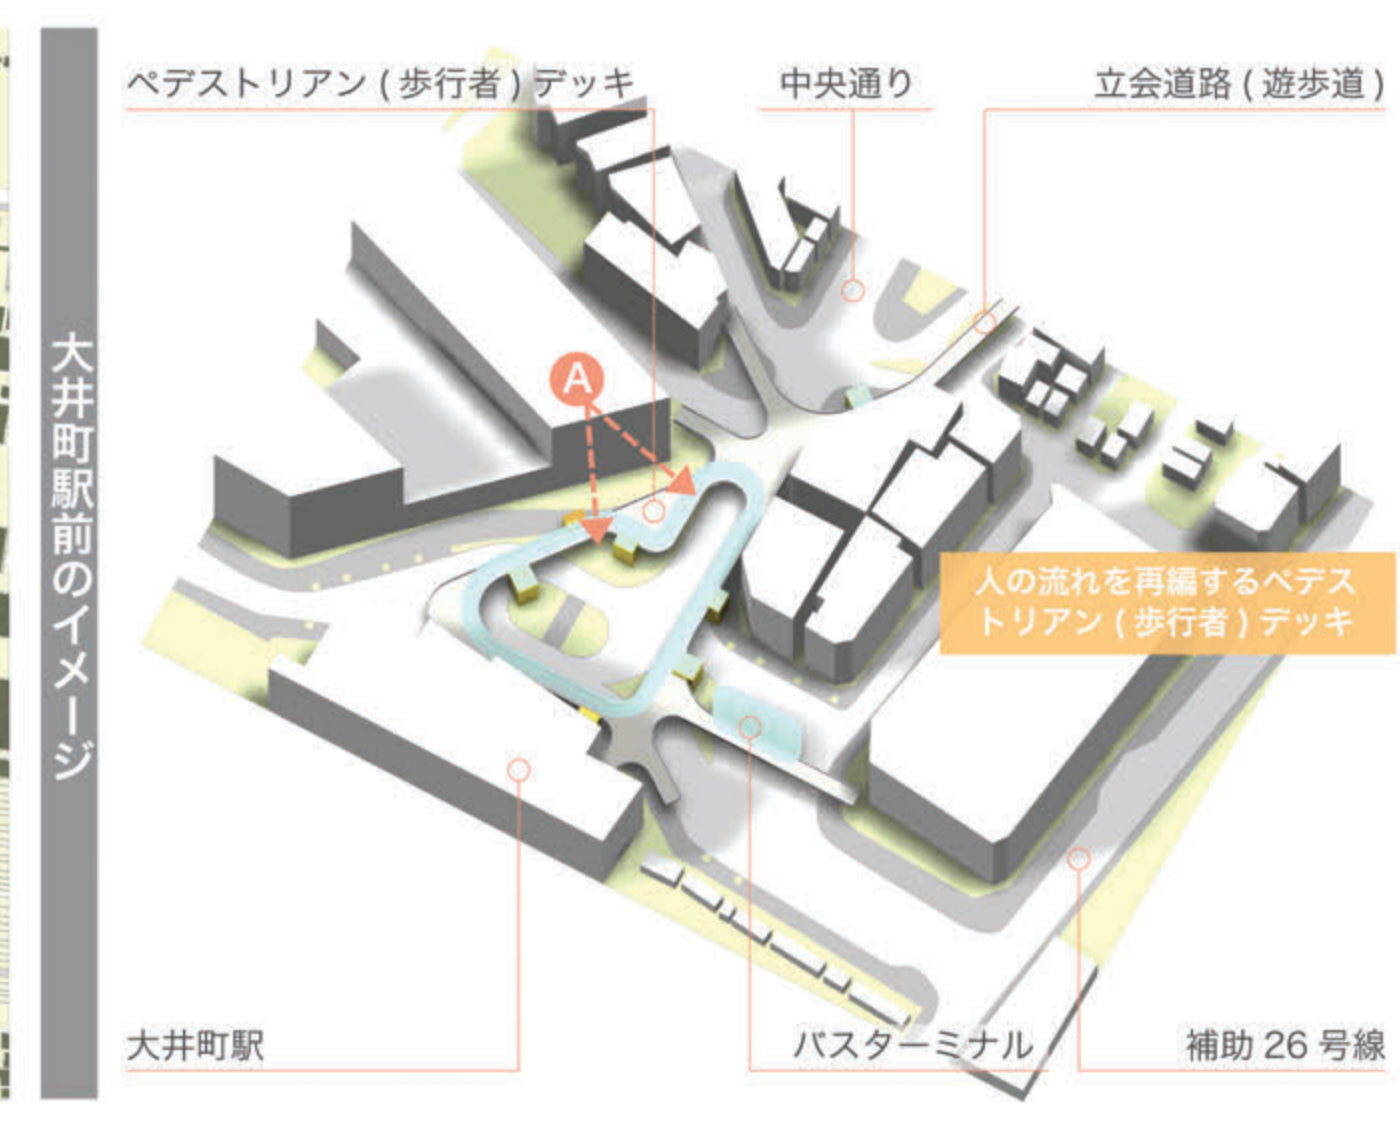 大井町駅前のイメージ
ペデストリアン ( 歩行者 ) デッキ
中央通り
立会道路 ( 遊歩道 )
A
人の流れを再編するペデス
トリアン ( 歩行者 ) デッキ
大井町駅
バスターミナル
補助 26 号線